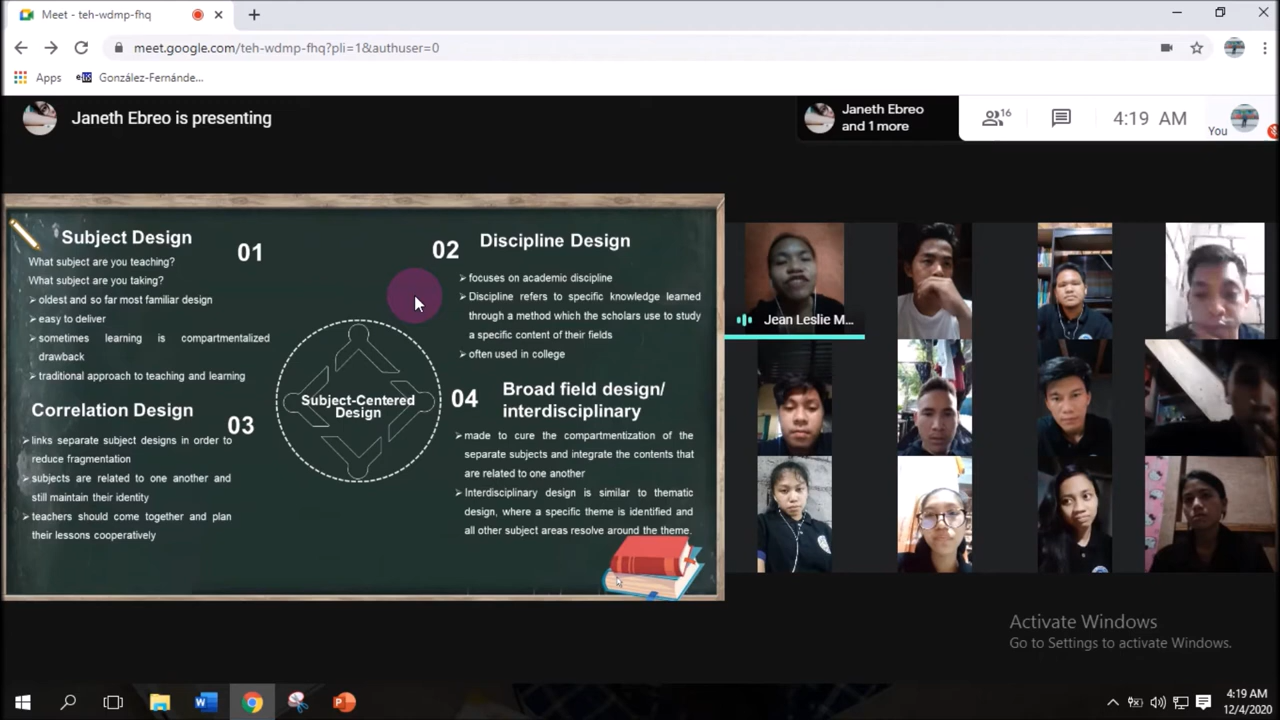 Meet - teh-wdmp-fhq
meet.google.com/teh-wdmp-fhq?pli=1&authuser=0
Apps
González-Fernánde...
Janeth Ebreo is presenting
Janeth Ebreo
and 1 more
16
4:19 AM
You
Subject Design
01
What subject are you teaching?
What subject are you taking?
oldest and so far most familiar design
easy to deliver
sometimes learning is compartmentalized
drawback
traditional approach to teaching and learning
02
Discipline Design
focuses on academic discipline
Discipline refers to specific knowledge learned
through a method which the scholars use to study
a specific content of their fields
often used in college
Subject-Centered
Design
Correlation Design
03
links separate subject designs in order to
reduce fragmentation
subjects are related to one another and
still maintain their identity
teachers should come together and plan
their lessons cooperatively
04
Broad field design/
interdisciplinary
made to cure the compartmentization of the
separate subjects and integrate the contents that
are related to one another
Interdisciplinary design is similar to thematic
design, where a specific theme is identified and
all other subject areas resolve around the theme.
Jean Leslie M...
Activate Windows
Go to Settings to activate Windows.
4:19 AM
12/4/2020